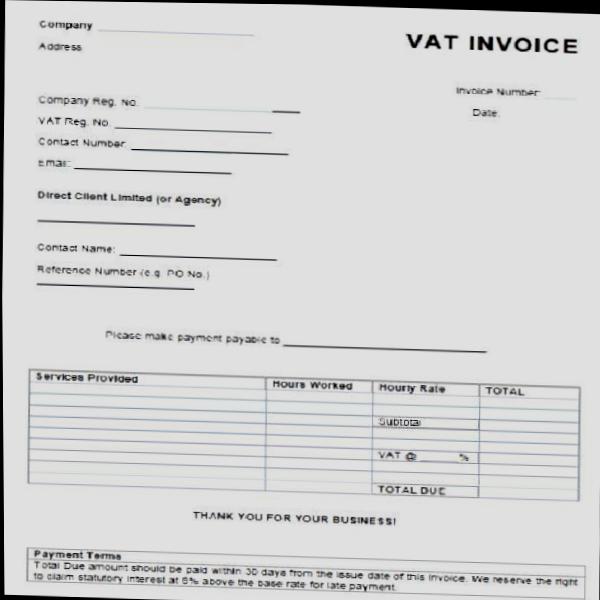 Company
VAT INVOICE
Address
Invoice Number:
Company Reg. No.
Date:
VAT Reg. No.
Contact Number:
Email:
Direct Client Limited (or Agency)
Contact Name:
Reference Number (e.g. PO No.)
Please make payment payable to
Services Provided Hours Worked Hourly Rate TOTAL
Subtotal
VAT @ %
TOTAL DUE
THANK YOU FOR YOUR BUSINESS!
Payment Terms
Total Due amount should be paid within 30 days from the issue date of this invoice. We reserve the right
to claim statutory interest at 8% above the base rate for late payment.